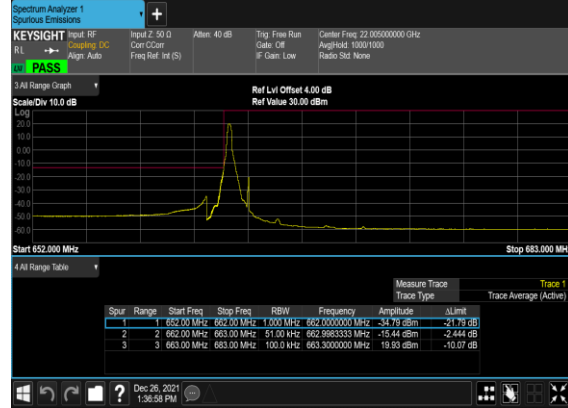 Spectrum Analyzer 1
Spurious Emissions
+
KEYSIGHT Input: RF Input Z: 50 Ω Atten: 40 dB Trig: Free Run Center Freq: 22.005000000 GHz
RL Coupling: DC Corr CCorr Gate: Off Avg|Hold: 1000/1000
Align: Auto Freq Ref: Int (S) IF Gain: Low Radio Std: None
PASS
3 All Range Graph
Ref Lvl Offset 4.00 dB
Scale/Div 10.0 dB Ref Value 30.00 dBm
Log
20.0
10.0
0.00
-10.0
-20.0
-30.0
-40.0
-50.0
-60.0
Start 652.000 MHz Stop 683.000 MH
4 All Range Table
Measure Trace Trace 1
Trace Type Trace Average (Active)
Spur Range Start Freq Stop Freq RBW Frequency Amplitude ΔLimit
1 1 652.00 MHz 662.00 MHz 1.000 MHz 662.0000000 MHz -34.79 dBm -21.79 dB
2 2 662.00 MHz 663.00 MHz 51.00 kHz 662.9983333 MHz -15.44 dBm -2.444 dB
3 3 663.00 MHz 683.00 MHz 100.0 kHz 663.3000000 MHz 19.93 dBm -10.07 dB
? Dec 26, 2021
1:36:58 PM